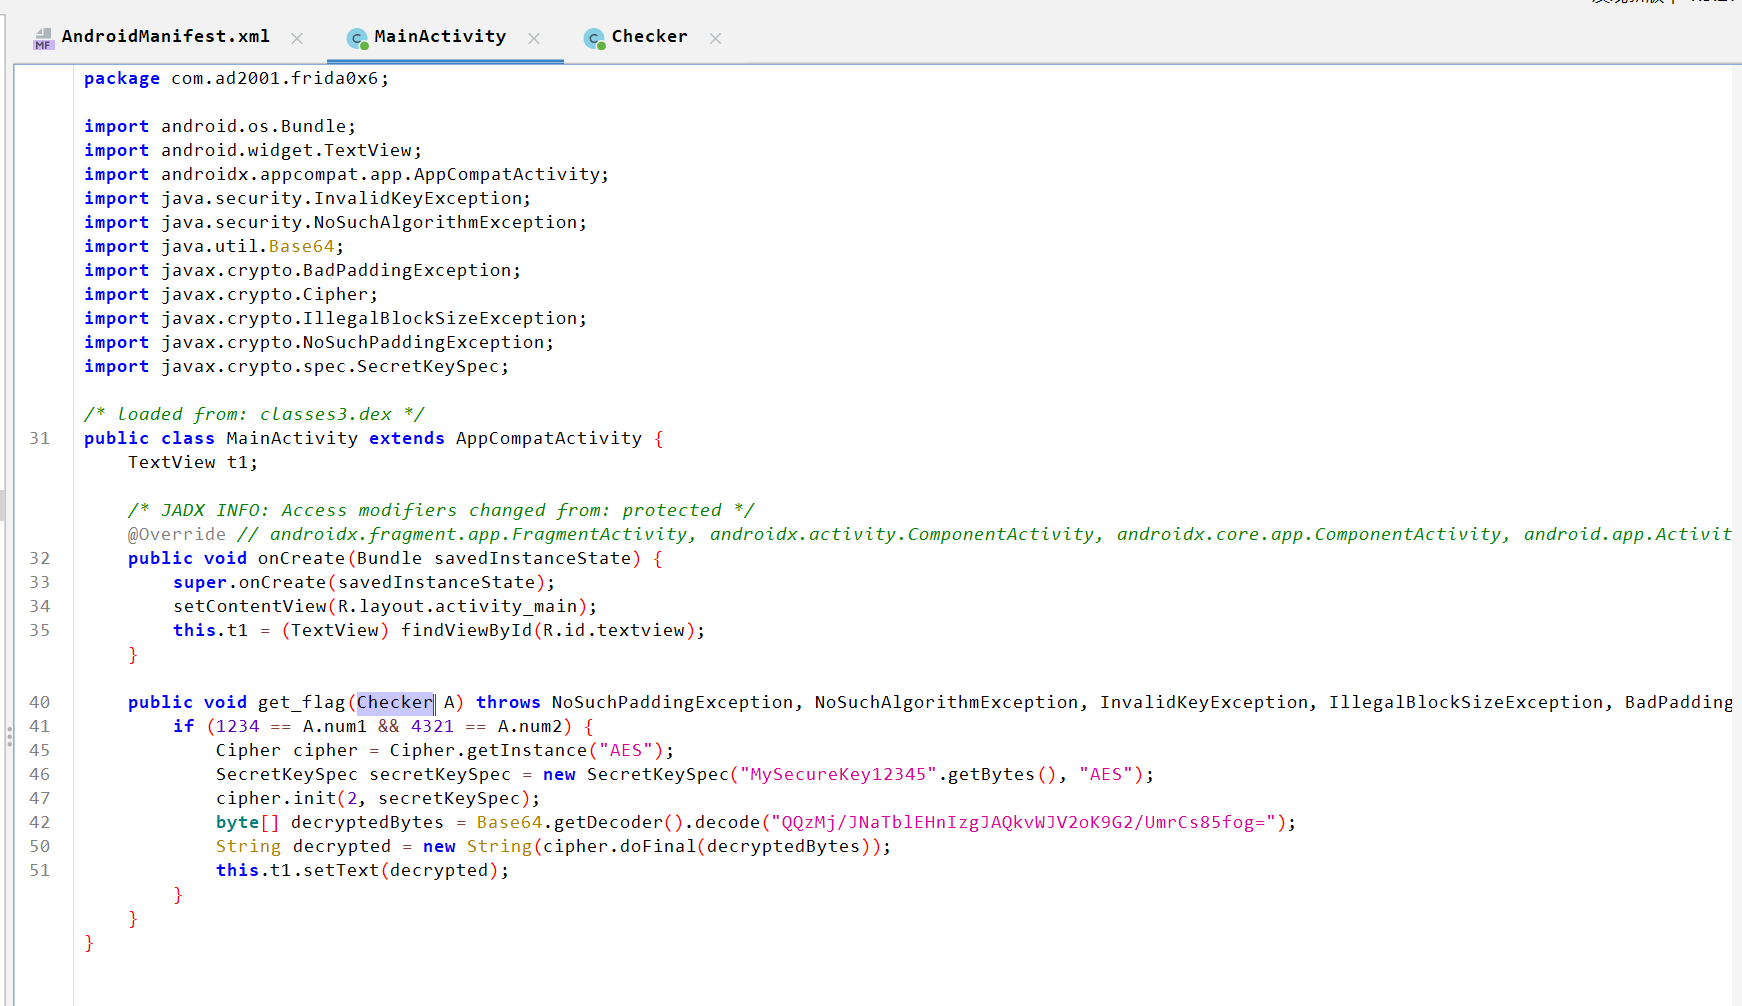 AndroidManifest.xml
MainActivity
Checker
package com.ad2001.frida0x6;
import android.os.Bundle;
import android.widget.TextView;
import androidx.appcompat.app.AppCompatActivity;
import java.security.InvalidKeyException;
import java.security.NoSuchAlgorithmException;
import java.util.Base64;
import javax.crypto.BadPaddingException;
import javax.crypto.Cipher;
import javax.crypto.IllegalBlockSizeException;
import javax.crypto.NoSuchPaddingException;
import javax.crypto.spec.SecretKeySpec;
/* loaded from: classes3.dex */
31 public class MainActivity extends AppCompatActivity {
TextView t1;
/* JADX INFO: Access modifiers changed from: protected */
@Override // androidx.fragment.app.FragmentActivity, androidx.activity.ComponentActivity, androidx.core.app.ComponentActivity, android.app.Activit
32 public void onCreate(Bundle savedInstanceState) {
33 super.onCreate(savedInstanceState);
34 setContentView(R.layout.activity_main);
35 this.t1 = (TextView) findViewById(R.id.textview);
}
40 public void get_flag(Checker A) throws NoSuchPaddingException, NoSuchAlgorithmException, InvalidKeyException, IllegalBlockSizeException, BadPadding
41 if (1234 == A.num1 && 4321 == A.num2) {
45 Cipher cipher = Cipher.getInstance("AES");
46 SecretKeySpec secretKeySpec = new SecretKeySpec("MySecureKey12345".getBytes(), "AES");
47 cipher.init(2, secretKeySpec);
42 byte[] decryptedBytes = Base64.getDecoder().decode("QQzMj/JNaTblEHnIzgJAQkvWJV2oK9G2/UmrCs85fog=");
50 String decrypted = new String(cipher.doFinal(decryptedBytes));
51 this.t1.setText(decrypted);
}
}
}